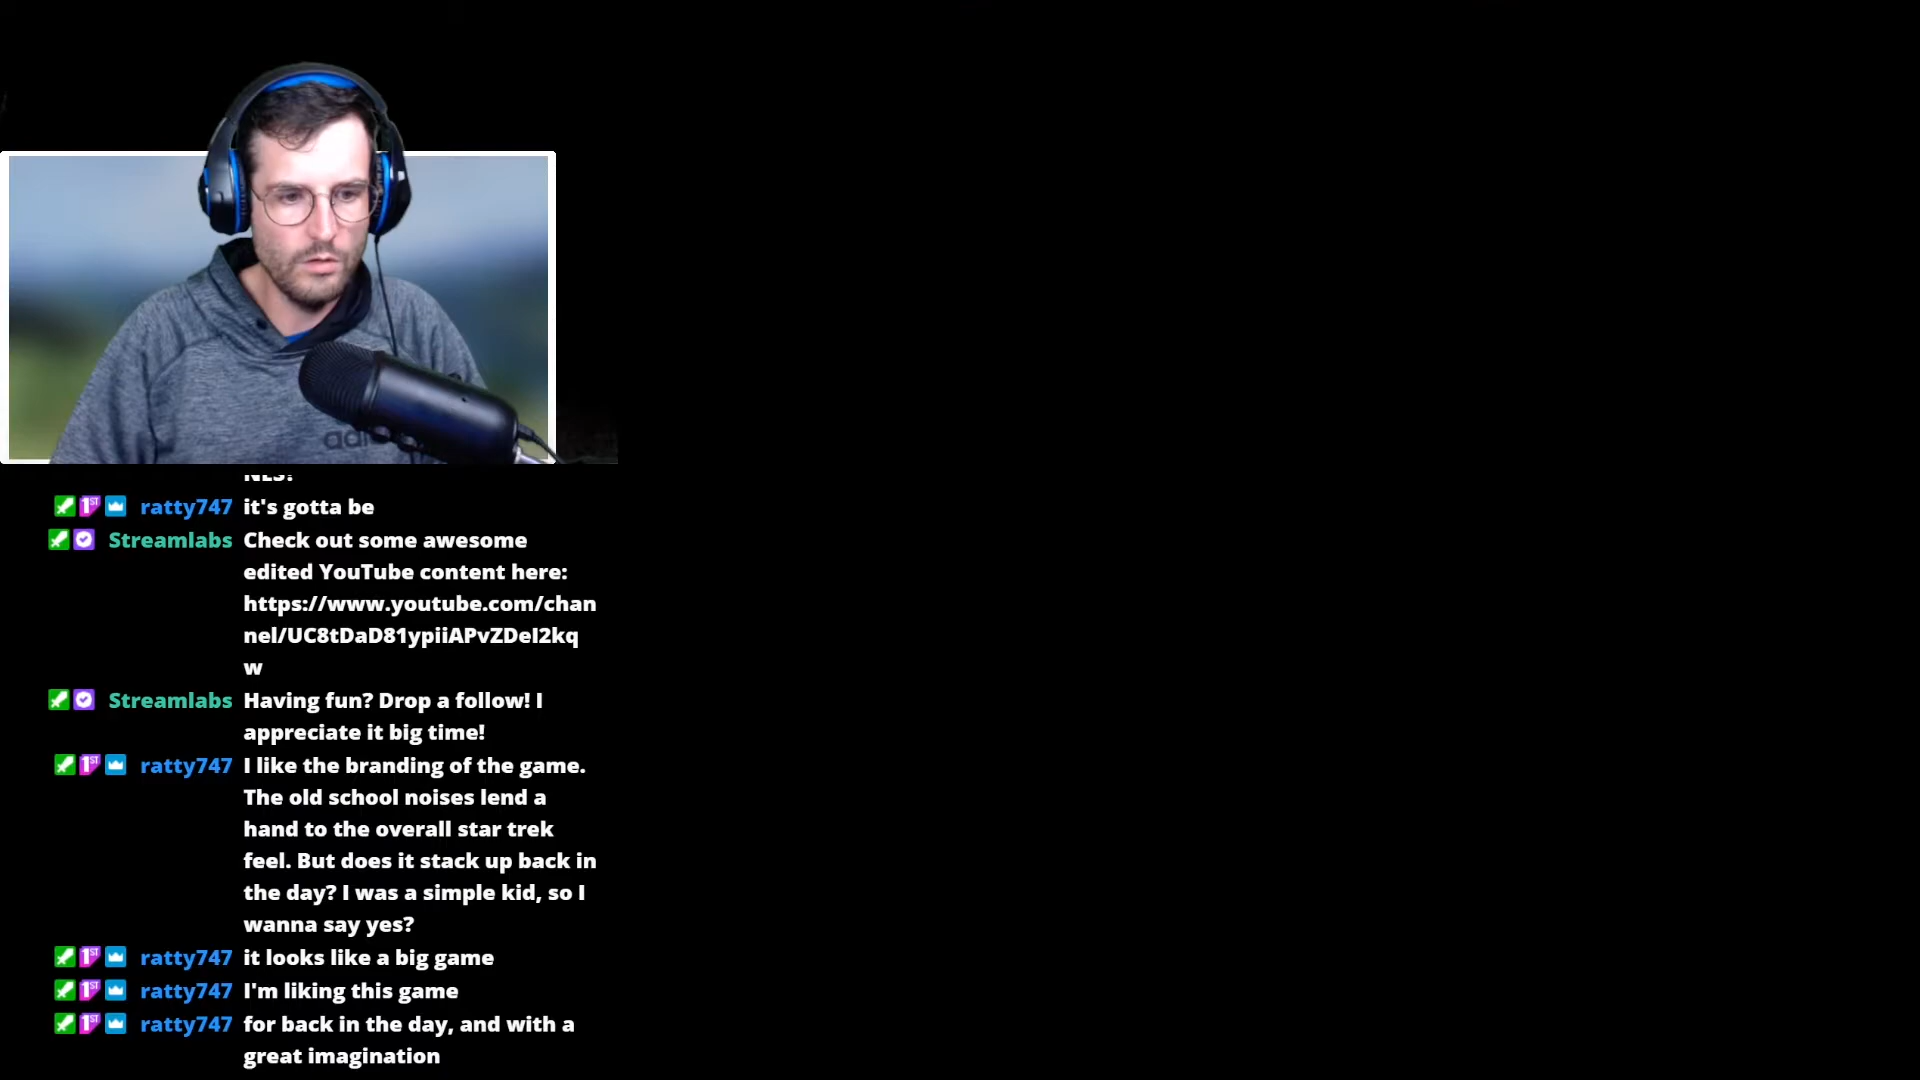 ratty747 it's gotta be
Streamlabs Check out some awesome
edited YouTube content here:
https://www.youtube.com/chan
nel/UC8tDaD81ypiiAPvZDeI2kq
w
Streamlabs Having fun? Drop a follow! I
appreciate it big time!
ratty747 I like the branding of the game.
The old school noises lend a
hand to the overall star trek
feel. But does it stack up back in
the day? I was a simple kid, so I
wanna say yes?
ratty747 it looks like a big game
ratty747 I'm liking this game
ratty747 for back in the day, and with a
great imagination